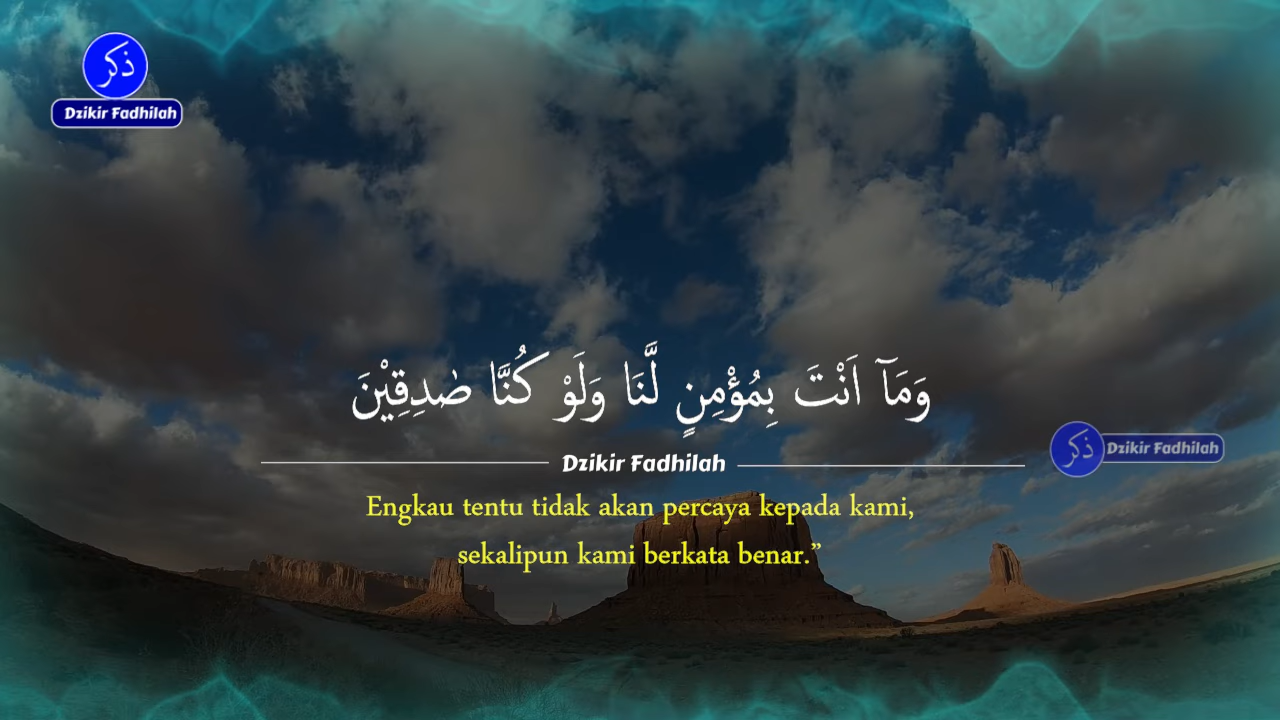 ذكر
Dzikir Fadhilah
وَمَآ اَنْتَ بِمُؤْمِنٍ لَّنَا وَلَوْ كُنَّا صٰدِقِيْنَ
ذكر
Dzikir Fadhilah
Dzikir Fadhilah
Engkau tentu tidak akan percaya kepada kami,
sekalipun kami berkata benar.”